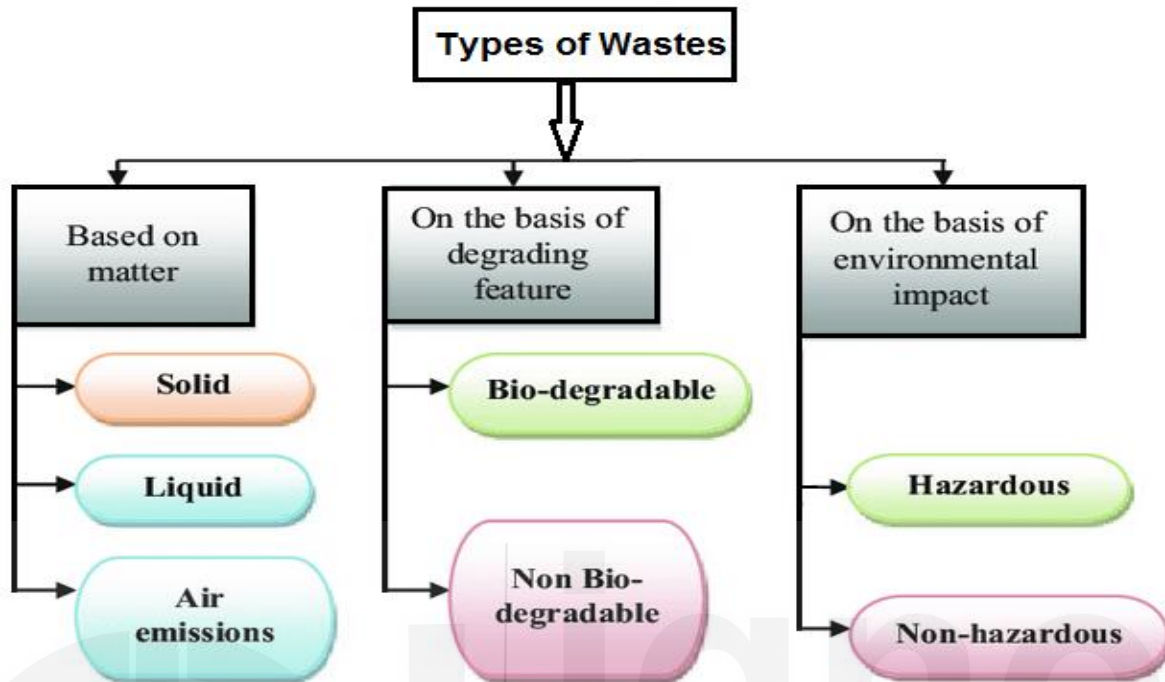 Types of Wastes
Based on
matter
Solid
Liquid
Air
emissions
On the basis of
degrading
feature
Bio-degradable
Non Bio-
degradable
On the basis of
environmental
impact
Hazardous
Non-hazardous